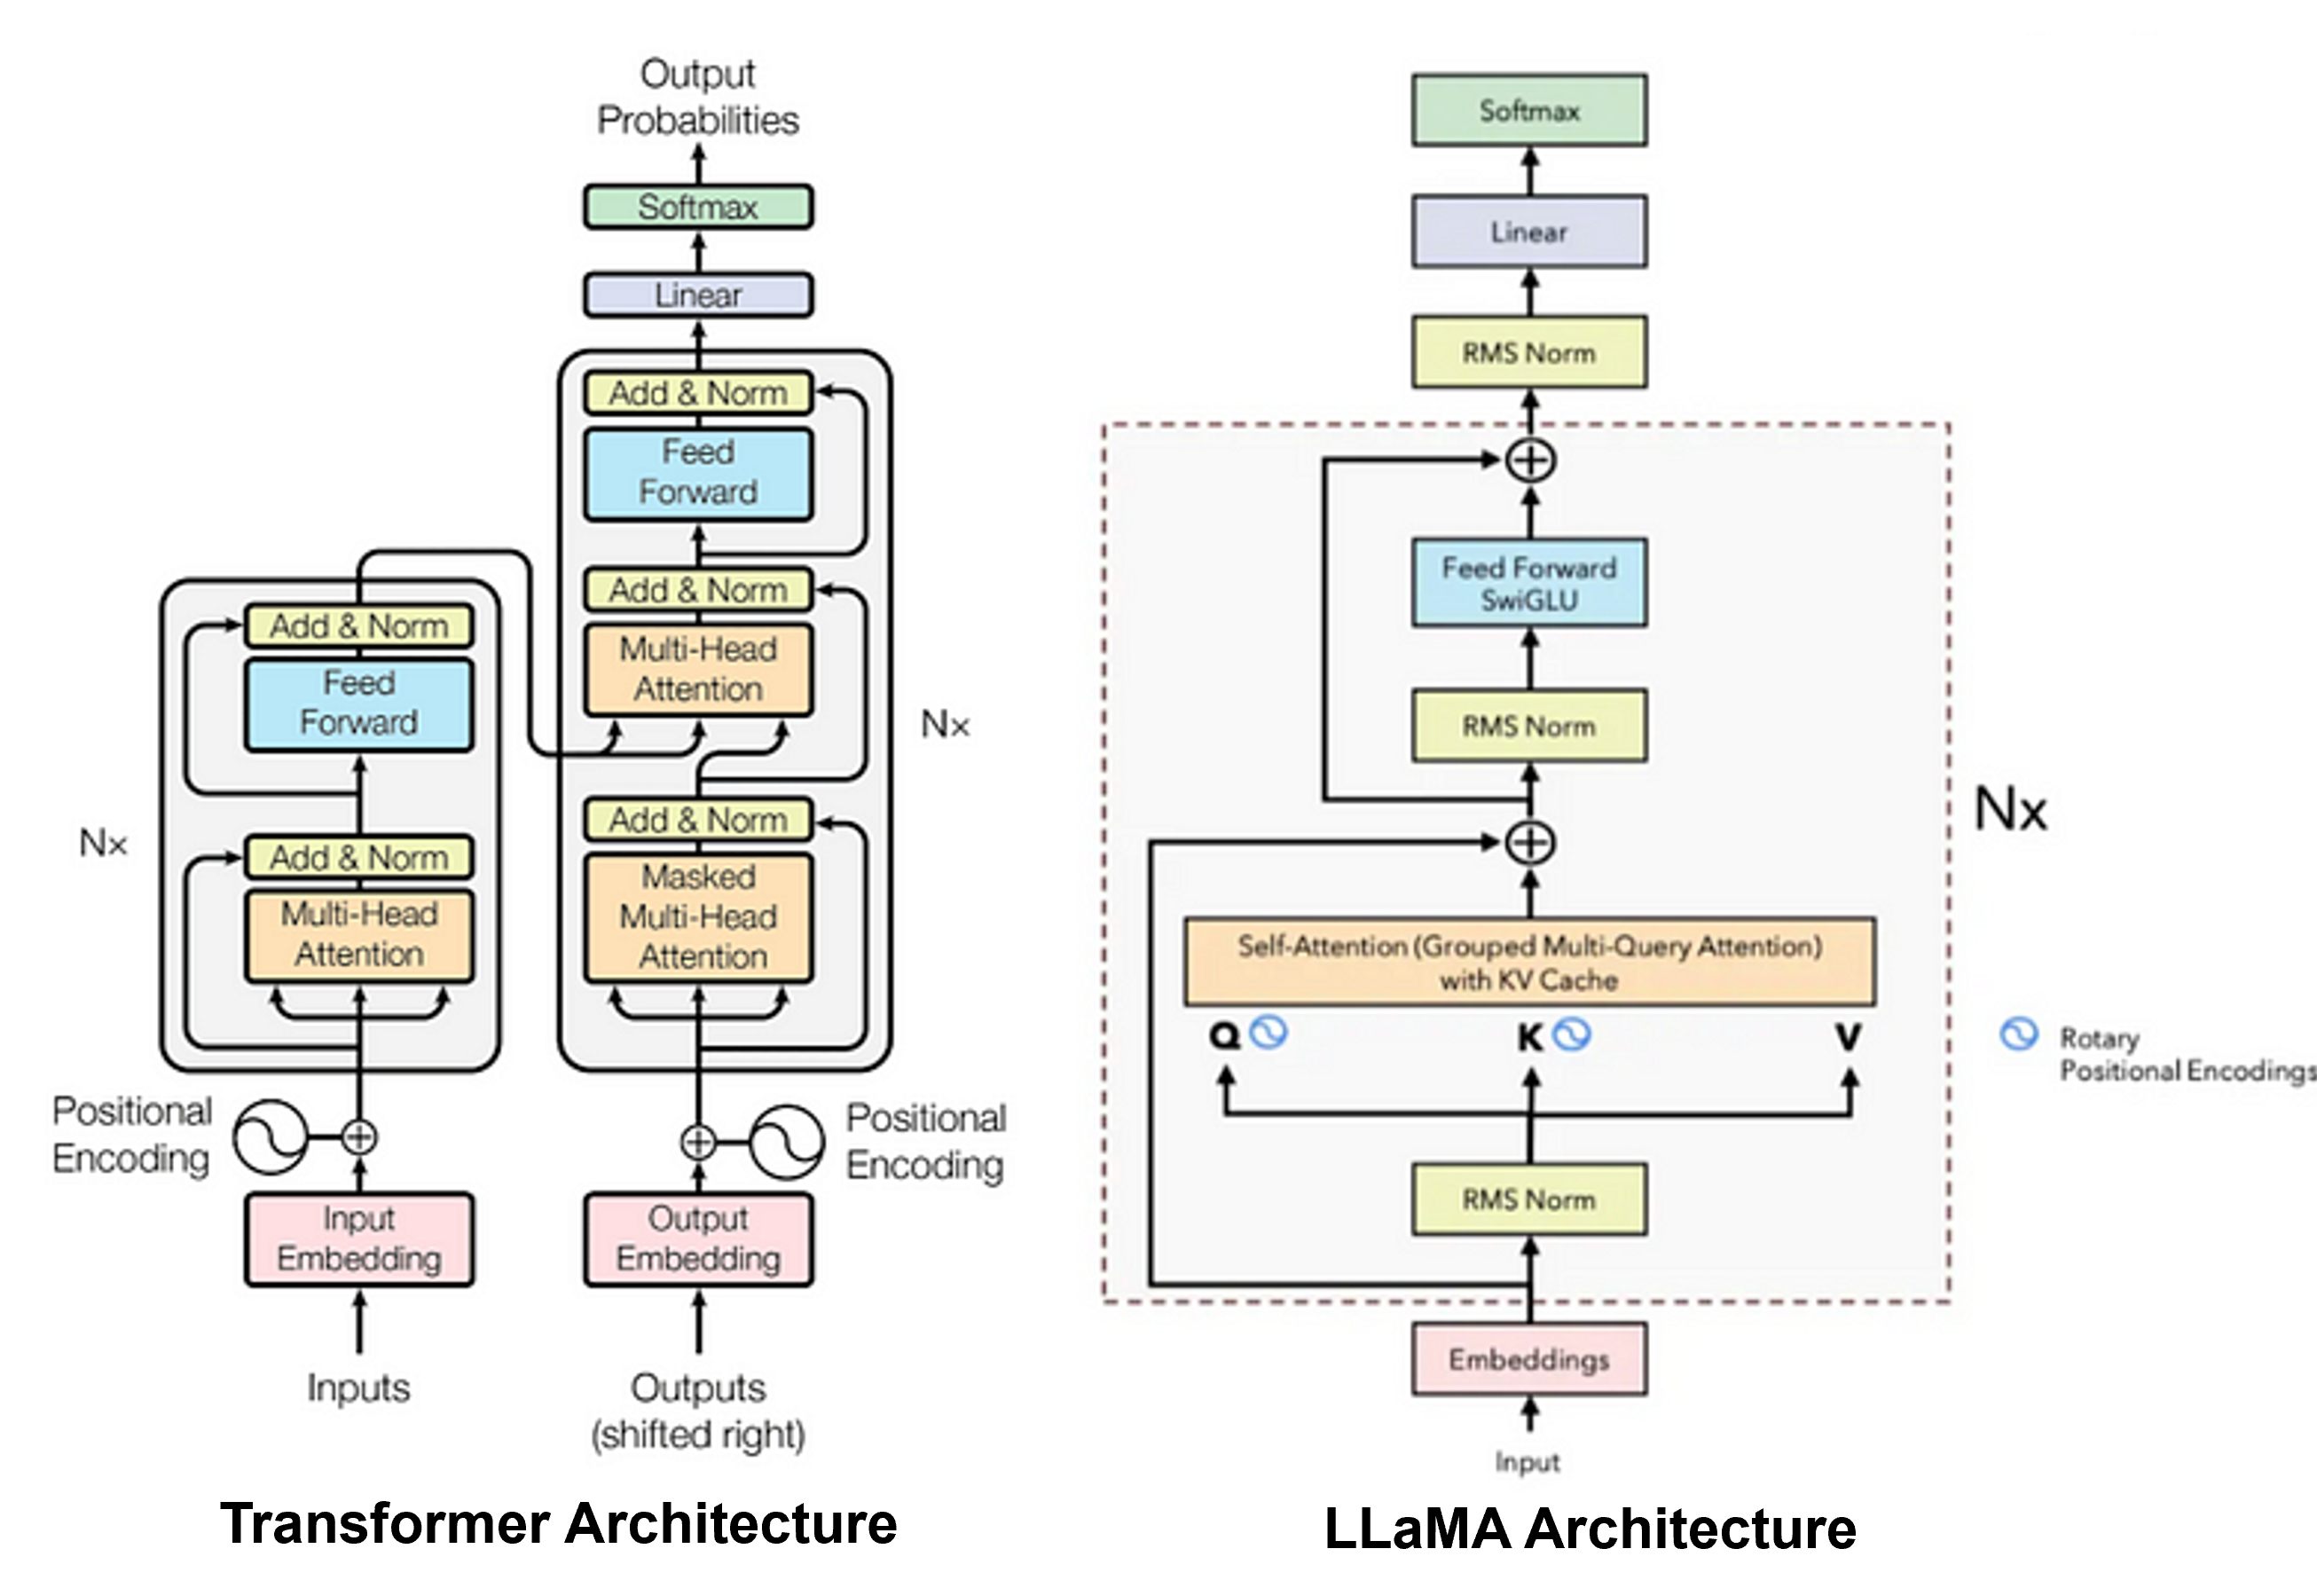 Output
Probabilities
Softmax
Linear
Add & Norm
Feed
Forward
Add & Norm
Multi-Head
Attention
Add & Norm
Masked
Multi-Head
Attention
Nx
Add & Norm
Feed
Forward
Add & Norm
Multi-Head
Attention
Nx
Positional
Encoding
Positional
Encoding
Input
Embedding
Output
Embedding
Inputs
Outputs
(shifted right)
Transformer Architecture
Softmax
Linear
RMS Norm
Feed Forward
SwiGLU
RMS Norm
Nx
Self-Attention (Grouped Multi-Query Attention)
with KV Cache
Q
K
V
Rotary
Positional Encodings
RMS Norm
Embeddings
Input
LLaMA Architecture